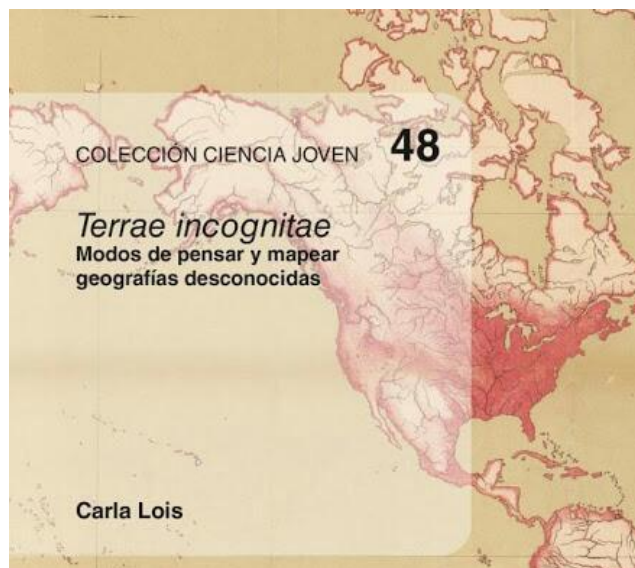 COLECCIÓN CIENCIA JOVEN 48
Terrae incognitae
Modos de pensar y mapear
geografías desconocidas
Carla Lois